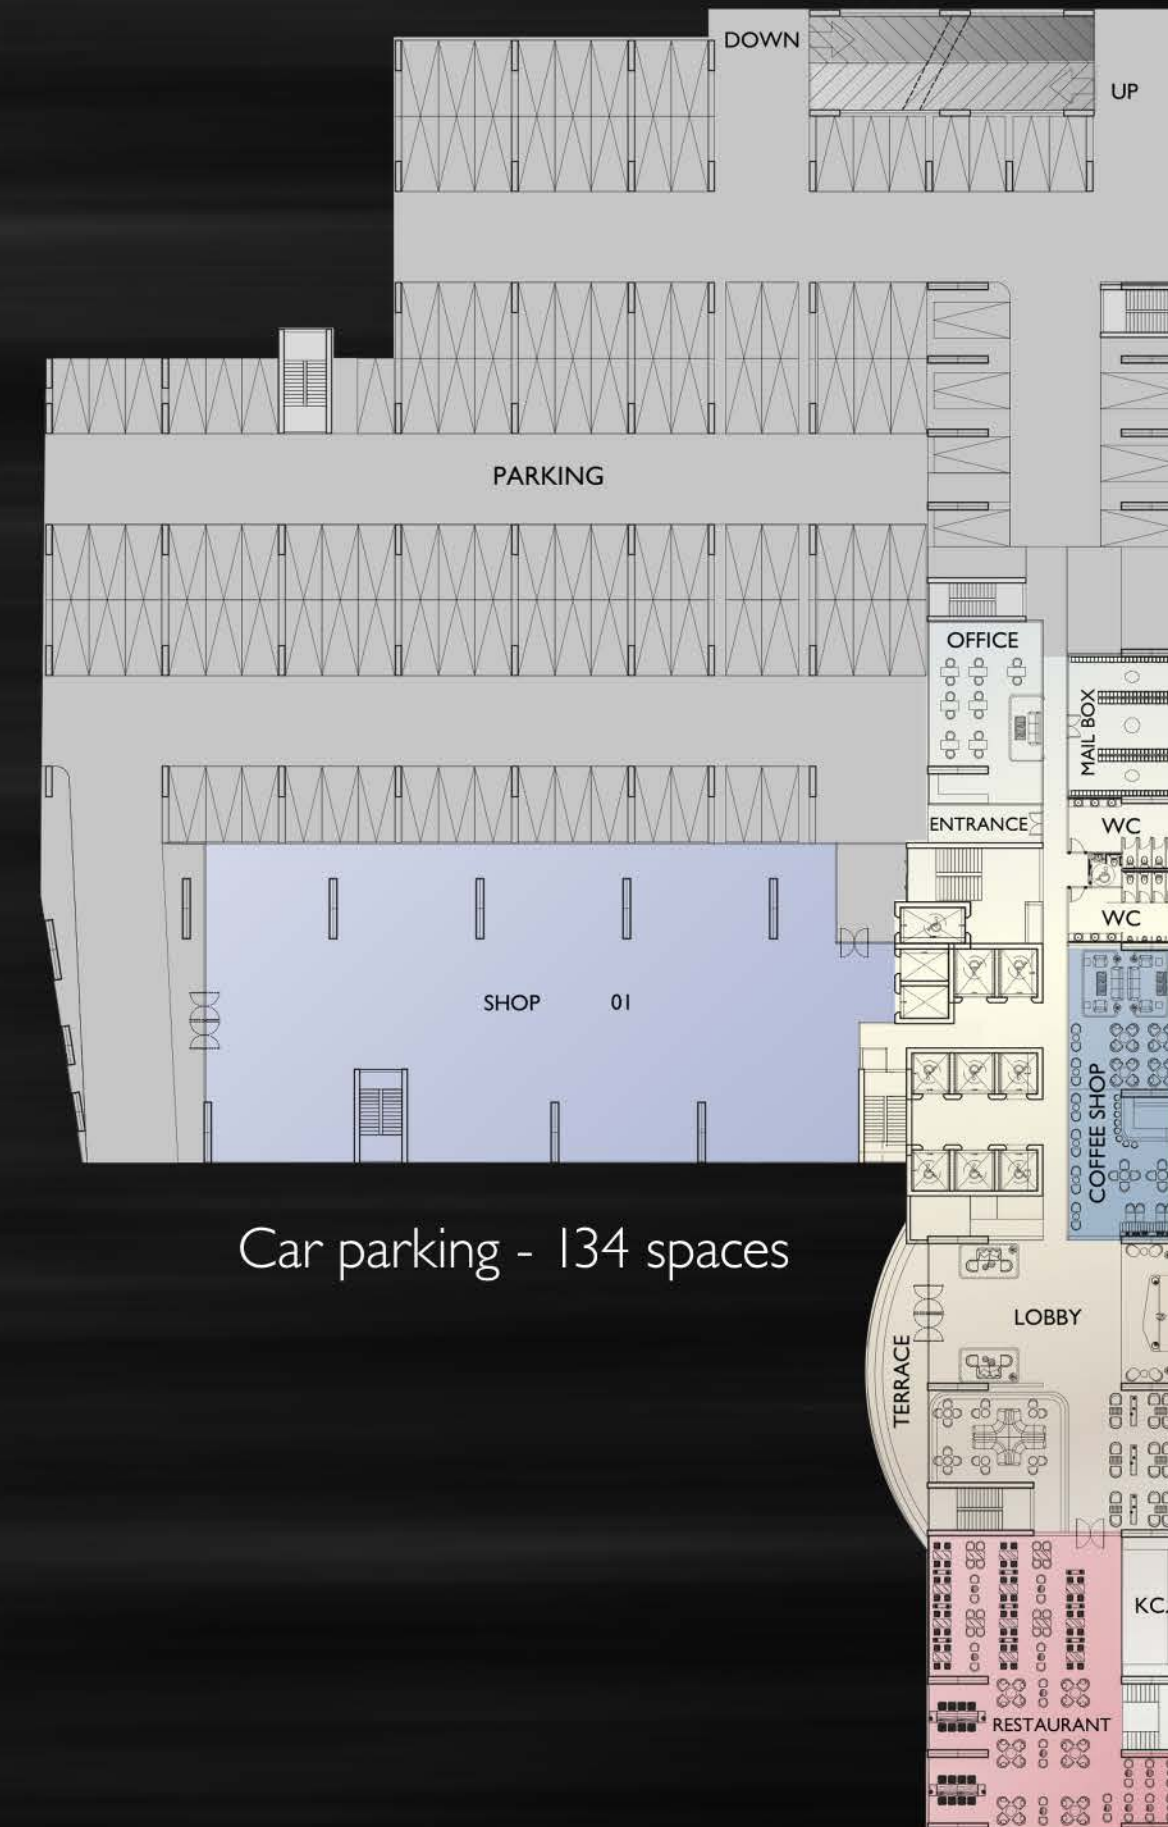 DOWN
UP
PARKING
OFFICE
MAIL BOX
ENTRANCE
WC
WC
SHOP 01
COFFEE SHOP
Car parking - 134 spaces
LOBBY
TERRACE
KC.
RESTAURANT